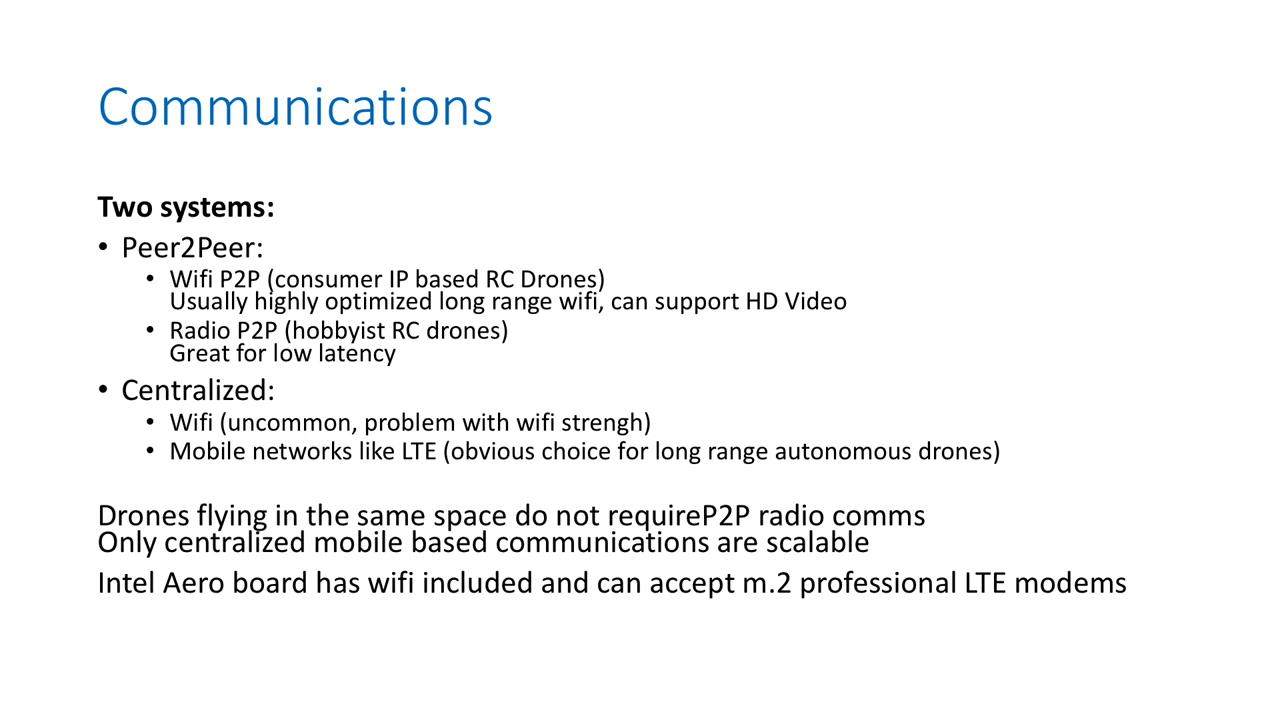 Communications
Two systems:
• Peer2Peer:
• Wifi P2P (consumer IP based RC Drones)
Usually highly optimized long range wifi, can support HD Video
• Radio P2P (hobbyist RC drones)
Great for low latency
• Centralized:
• Wifi (uncommon, problem with wifi strengh)
• Mobile networks like LTE (obvious choice for long range autonomous drones)
Drones flying in the same space do not requireP2P radio comms
Only centralized mobile based communications are scalable
Intel Aero board has wifi included and can accept m.2 professional LTE modems